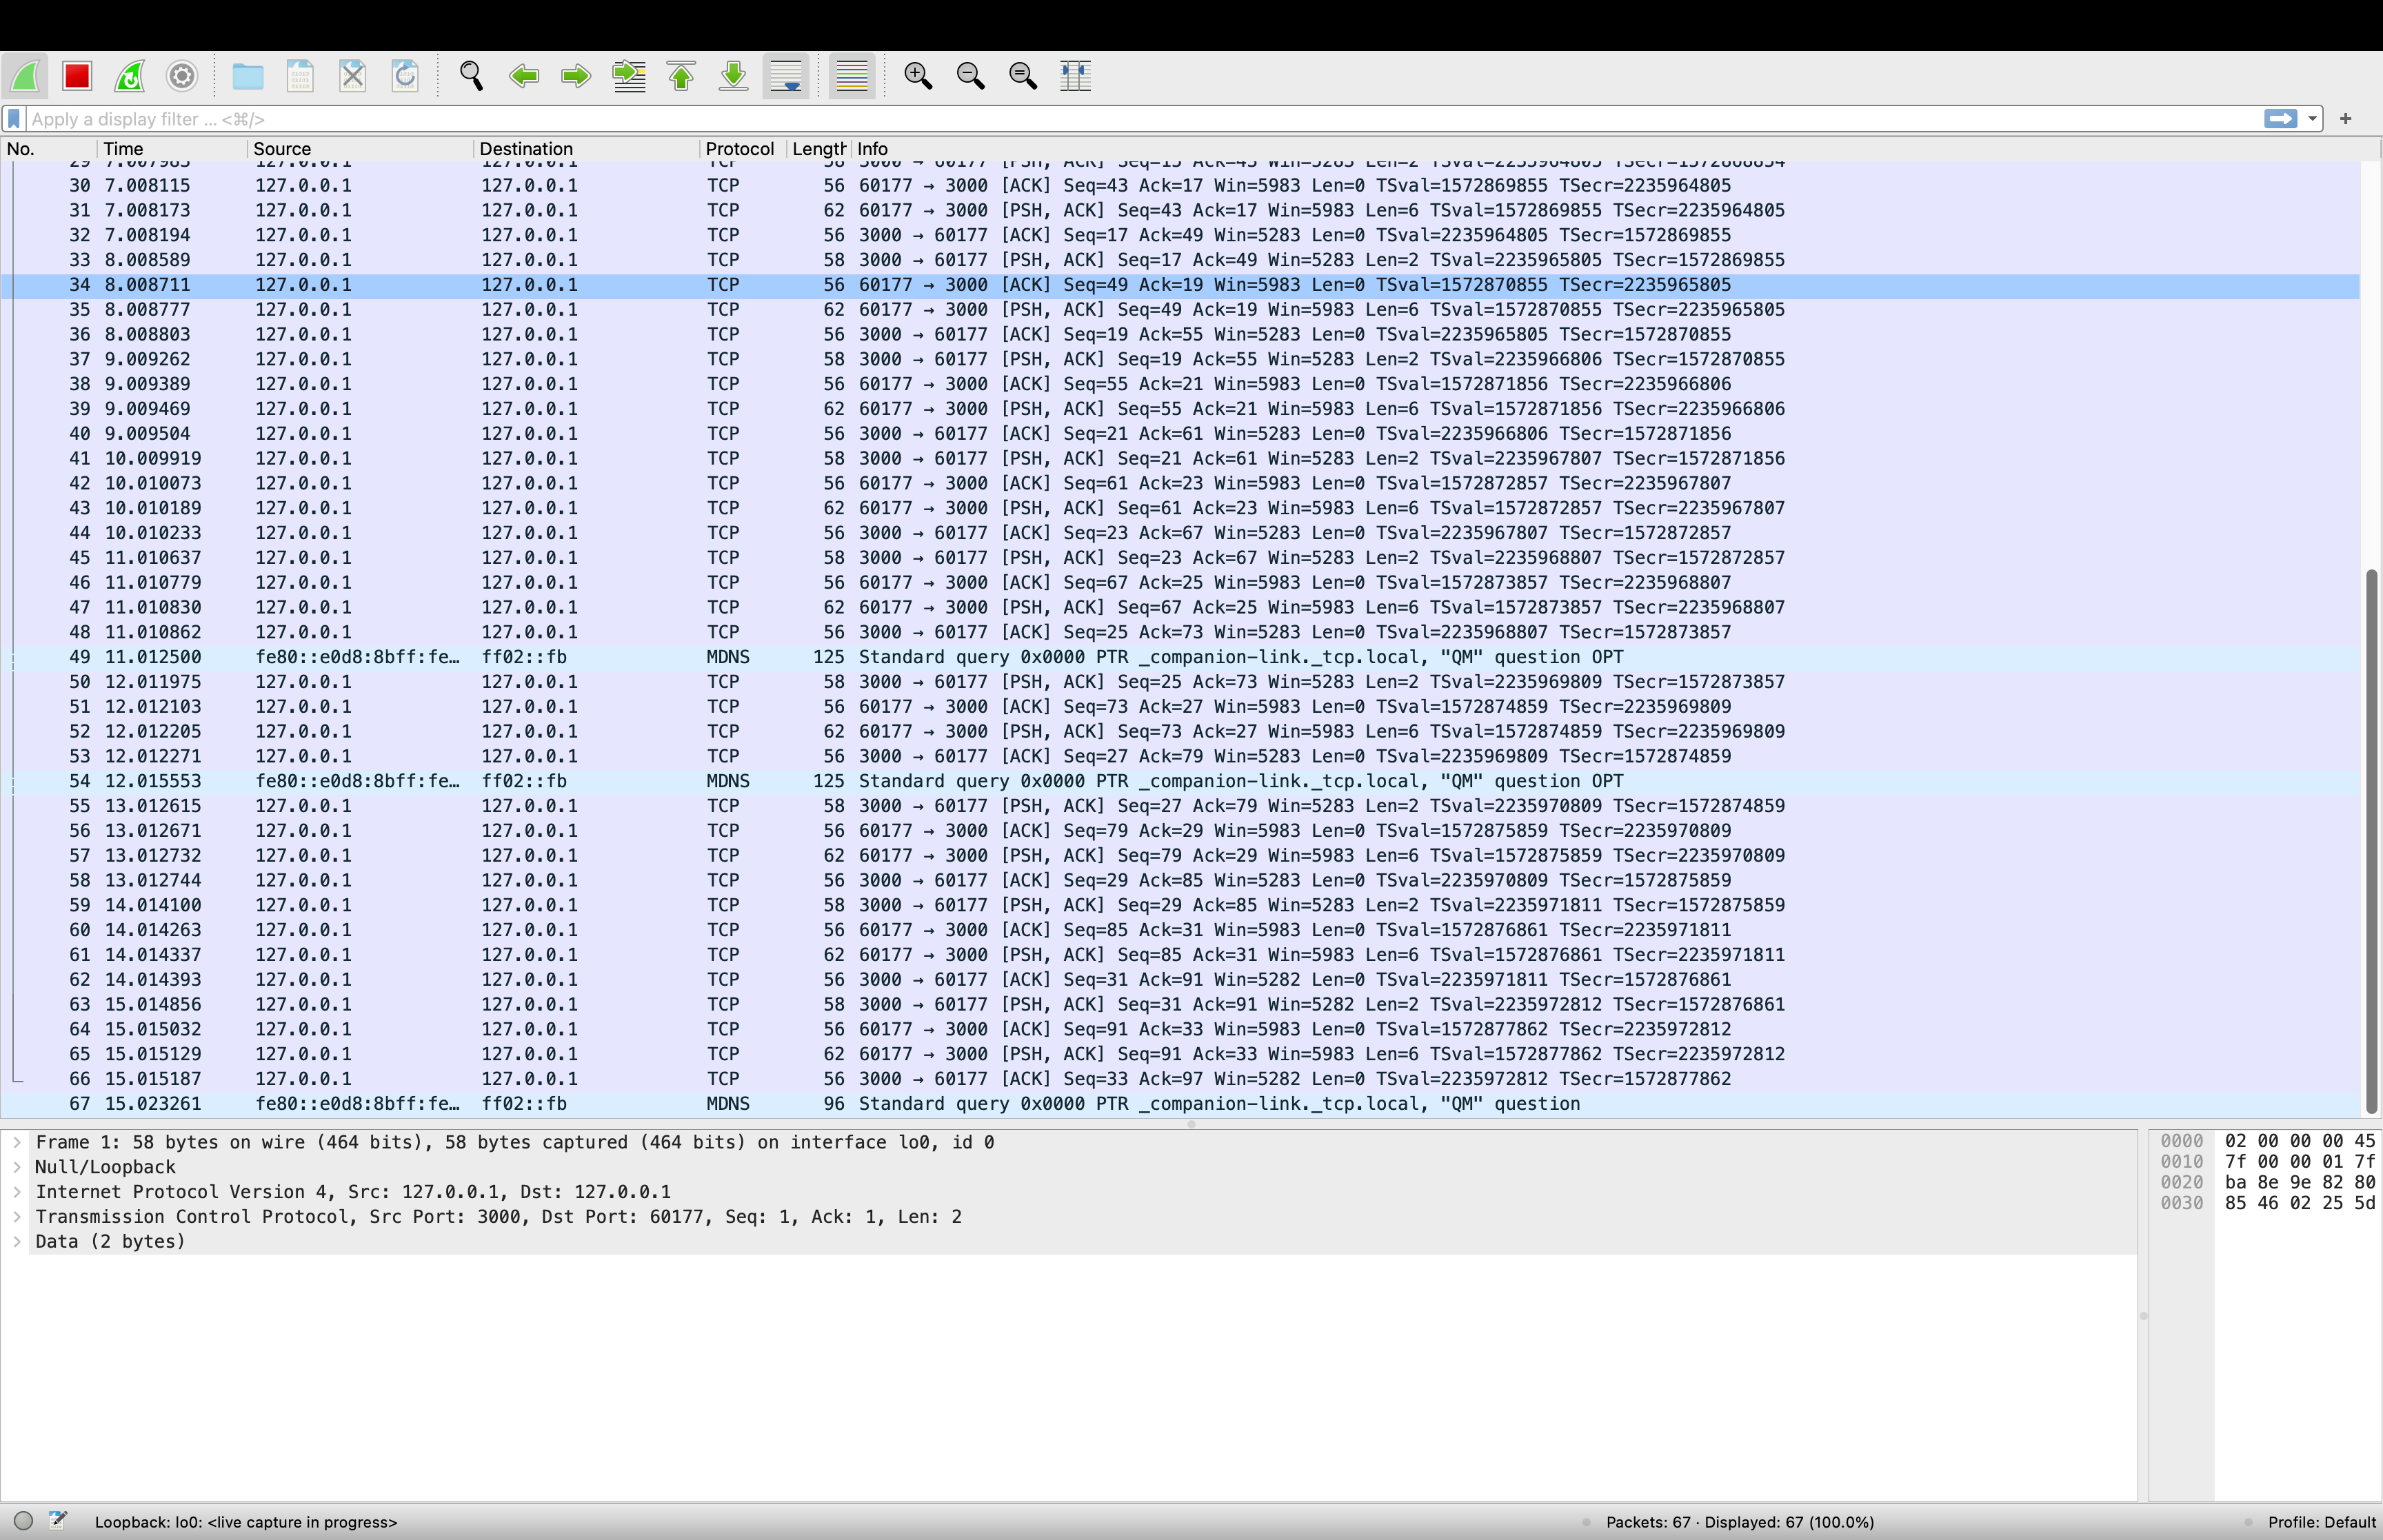 Apply a display filter ... <⌘/>
No. Time Source Destination Protocol Length Info
29 7.007983 127.0.0.1 127.0.0.1 TCP 58 3000 → 60177 [PSH, ACK] Seq=15 Ack=43 Win=5283 Len=2 TSval=2235964805 TSecr=1572868854
30 7.008115 127.0.0.1 127.0.0.1 TCP 56 60177 → 3000 [ACK] Seq=43 Ack=17 Win=5983 Len=0 TSval=1572869855 TSecr=2235964805
31 7.008173 127.0.0.1 127.0.0.1 TCP 62 60177 → 3000 [PSH, ACK] Seq=43 Ack=17 Win=5983 Len=6 TSval=1572869855 TSecr=2235964805
32 7.008194 127.0.0.1 127.0.0.1 TCP 56 3000 → 60177 [ACK] Seq=17 Ack=49 Win=5283 Len=0 TSval=2235964805 TSecr=1572869855
33 8.008589 127.0.0.1 127.0.0.1 TCP 58 3000 → 60177 [PSH, ACK] Seq=17 Ack=49 Win=5283 Len=2 TSval=2235965805 TSecr=1572869855
34 8.008711 127.0.0.1 127.0.0.1 TCP 56 60177 → 3000 [ACK] Seq=49 Ack=19 Win=5983 Len=0 TSval=1572870855 TSecr=2235965805
35 8.008777 127.0.0.1 127.0.0.1 TCP 62 60177 → 3000 [PSH, ACK] Seq=49 Ack=19 Win=5983 Len=6 TSval=1572870855 TSecr=2235965805
36 8.008803 127.0.0.1 127.0.0.1 TCP 56 3000 → 60177 [ACK] Seq=19 Ack=55 Win=5283 Len=0 TSval=2235965805 TSecr=1572870855
37 9.009262 127.0.0.1 127.0.0.1 TCP 58 3000 → 60177 [PSH, ACK] Seq=19 Ack=55 Win=5283 Len=2 TSval=2235966806 TSecr=1572870855
38 9.009389 127.0.0.1 127.0.0.1 TCP 56 60177 → 3000 [ACK] Seq=55 Ack=21 Win=5983 Len=0 TSval=1572871856 TSecr=2235966806
39 9.009469 127.0.0.1 127.0.0.1 TCP 62 60177 → 3000 [PSH, ACK] Seq=55 Ack=21 Win=5983 Len=6 TSval=1572871856 TSecr=2235966806
40 9.009504 127.0.0.1 127.0.0.1 TCP 56 3000 → 60177 [ACK] Seq=21 Ack=61 Win=5283 Len=0 TSval=2235966806 TSecr=1572871856
41 10.009919 127.0.0.1 127.0.0.1 TCP 58 3000 → 60177 [PSH, ACK] Seq=21 Ack=61 Win=5283 Len=2 TSval=2235967807 TSecr=1572871856
42 10.010073 127.0.0.1 127.0.0.1 TCP 56 60177 → 3000 [ACK] Seq=61 Ack=23 Win=5983 Len=0 TSval=1572872857 TSecr=2235967807
43 10.010189 127.0.0.1 127.0.0.1 TCP 62 60177 → 3000 [PSH, ACK] Seq=61 Ack=23 Win=5983 Len=6 TSval=1572872857 TSecr=2235967807
44 10.010233 127.0.0.1 127.0.0.1 TCP 56 3000 → 60177 [ACK] Seq=23 Ack=67 Win=5283 Len=0 TSval=2235967807 TSecr=1572872857
45 11.010637 127.0.0.1 127.0.0.1 TCP 58 3000 → 60177 [PSH, ACK] Seq=23 Ack=67 Win=5283 Len=2 TSval=2235968807 TSecr=1572872857
46 11.010779 127.0.0.1 127.0.0.1 TCP 56 60177 → 3000 [ACK] Seq=67 Ack=25 Win=5983 Len=0 TSval=1572873857 TSecr=2235968807
47 11.010830 127.0.0.1 127.0.0.1 TCP 62 60177 → 3000 [PSH, ACK] Seq=67 Ack=25 Win=5983 Len=6 TSval=1572873857 TSecr=2235968807
48 11.010862 127.0.0.1 127.0.0.1 TCP 56 3000 → 60177 [ACK] Seq=25 Ack=73 Win=5283 Len=0 TSval=2235968807 TSecr=1572873857
49 11.012500 fe80::e0d8:8bff:fe… ff02::fb MDNS 125 Standard query 0x0000 PTR _companion-link._tcp.local, "QM" question OPT
50 12.011975 127.0.0.1 127.0.0.1 TCP 58 3000 → 60177 [PSH, ACK] Seq=25 Ack=73 Win=5283 Len=2 TSval=2235969809 TSecr=1572873857
51 12.012103 127.0.0.1 127.0.0.1 TCP 56 60177 → 3000 [ACK] Seq=73 Ack=27 Win=5983 Len=0 TSval=1572874859 TSecr=2235969809
52 12.012205 127.0.0.1 127.0.0.1 TCP 62 60177 → 3000 [PSH, ACK] Seq=73 Ack=27 Win=5983 Len=6 TSval=1572874859 TSecr=2235969809
53 12.012271 127.0.0.1 127.0.0.1 TCP 56 3000 → 60177 [ACK] Seq=27 Ack=79 Win=5283 Len=0 TSval=2235969809 TSecr=1572874859
54 12.015553 fe80::e0d8:8bff:fe… ff02::fb MDNS 125 Standard query 0x0000 PTR _companion-link._tcp.local, "QM" question OPT
55 13.012615 127.0.0.1 127.0.0.1 TCP 58 3000 → 60177 [PSH, ACK] Seq=27 Ack=79 Win=5283 Len=2 TSval=2235970809 TSecr=1572874859
56 13.012671 127.0.0.1 127.0.0.1 TCP 56 60177 → 3000 [ACK] Seq=79 Ack=29 Win=5983 Len=0 TSval=1572875859 TSecr=2235970809
57 13.012732 127.0.0.1 127.0.0.1 TCP 62 60177 → 3000 [PSH, ACK] Seq=79 Ack=29 Win=5983 Len=6 TSval=1572875859 TSecr=2235970809
58 13.012744 127.0.0.1 127.0.0.1 TCP 56 3000 → 60177 [ACK] Seq=29 Ack=85 Win=5283 Len=0 TSval=2235970809 TSecr=1572875859
59 14.014100 127.0.0.1 127.0.0.1 TCP 58 3000 → 60177 [PSH, ACK] Seq=29 Ack=85 Win=5283 Len=2 TSval=2235971811 TSecr=1572875859
60 14.014263 127.0.0.1 127.0.0.1 TCP 56 60177 → 3000 [ACK] Seq=85 Ack=31 Win=5983 Len=0 TSval=1572876861 TSecr=2235971811
61 14.014337 127.0.0.1 127.0.0.1 TCP 62 60177 → 3000 [PSH, ACK] Seq=85 Ack=31 Win=5983 Len=6 TSval=1572876861 TSecr=2235971811
62 14.014393 127.0.0.1 127.0.0.1 TCP 56 3000 → 60177 [ACK] Seq=31 Ack=91 Win=5282 Len=0 TSval=2235971811 TSecr=1572876861
63 15.014856 127.0.0.1 127.0.0.1 TCP 58 3000 → 60177 [PSH, ACK] Seq=31 Ack=91 Win=5282 Len=2 TSval=2235972812 TSecr=1572876861
64 15.015032 127.0.0.1 127.0.0.1 TCP 56 60177 → 3000 [ACK] Seq=91 Ack=33 Win=5983 Len=0 TSval=1572877862 TSecr=2235972812
65 15.015129 127.0.0.1 127.0.0.1 TCP 62 60177 → 3000 [PSH, ACK] Seq=91 Ack=33 Win=5983 Len=6 TSval=1572877862 TSecr=2235972812
66 15.015187 127.0.0.1 127.0.0.1 TCP 56 3000 → 60177 [ACK] Seq=33 Ack=97 Win=5282 Len=0 TSval=2235972812 TSecr=1572877862
67 15.023261 fe80::e0d8:8bff:fe… ff02::fb MDNS 96 Standard query 0x0000 PTR _companion-link._tcp.local, "QM" question
Frame 1: 58 bytes on wire (464 bits), 58 bytes captured (464 bits) on interface lo0, id 0
Null/Loopback
Internet Protocol Version 4, Src: 127.0.0.1, Dst: 127.0.0.1
Transmission Control Protocol, Src Port: 3000, Dst Port: 60177, Seq: 1, Ack: 1, Len: 2
Data (2 bytes)
0000 02 00 00 00 45
0010 7f 00 00 01 7f
0020 ba 8e 9e 82 80
0030 85 46 02 25 5d
Loopback: lo0: <live capture in progress>
Packets: 67 · Displayed: 67 (100.0%)
Profile: Default